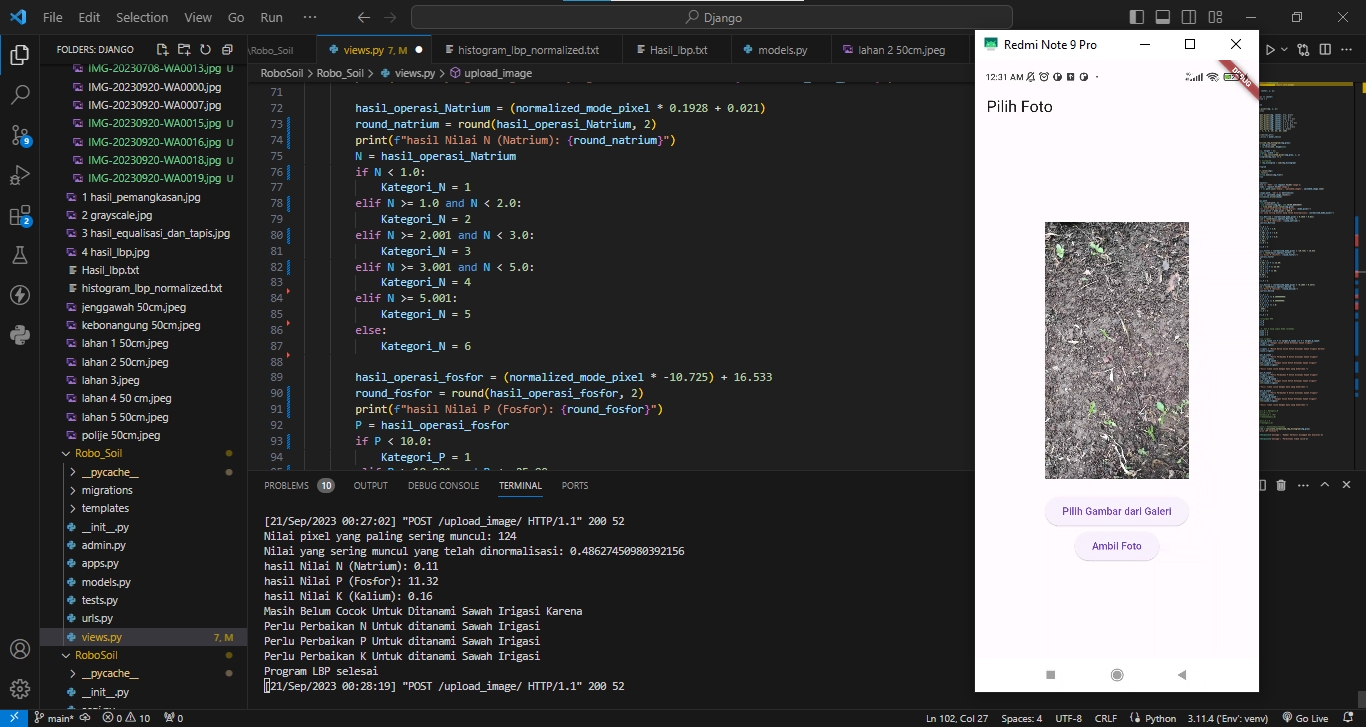 File Edit Selection View Go Run ··· Django
FOLDERS: DJANGO
IMG-20230708-WA0013.jpg U
IMG-20230920-WA0000.jpg
IMG-20230920-WA0007.jpg
IMG-20230920-WA0015.jpg U
IMG-20230920-WA0016.jpg U
IMG-20230920-WA0018.jpg U
IMG-20230920-WA0019.jpg U
1 hasil_pemangkasan.jpg
2 grayscale.jpg
3 hasil_equalisasi_dan_tapis.jpg
4 hasil_lbp.jpg
Hasil_lbp.txt
histogram_lbp_normalized.txt
jenggawah 50cm.jpeg
kebonangung 50cm.jpeg
lahan 1 50cm.jpeg
lahan 2 50cm.jpeg
lahan 3.jpeg
lahan 4 50 cm.jpeg
lahan 5 50cm.jpeg
polije 50cm.jpeg
Robo_Soil
__pycache__
migrations
templates
__init__.py
admin.py
apps.py
models.py
tests.py
urls.py
views.py 7, M
RoboSoil
__pycache__
__init__.py
9
2
\Robo_Soil views.py 7, M histogram_lbp_normalized.txt Hasil_lbp.txt models.py lahan 2 50cm.jpeg
RoboSoil > Robo_Soil > views.py > upload_image
71
72 hasil_operasi_Natrium = (normalized_mode_pixel * 0.1928 + 0.021)
73 round_natrium = round(hasil_operasi_Natrium, 2)
74 print(f"hasil Nilai N (Natrium): {round_natrium}")
75 N = hasil_operasi_Natrium
76 if N < 1.0:
77 Kategori_N = 1
78 elif N >= 1.0 and N < 2.0:
79 Kategori_N = 2
80 elif N >= 2.001 and N < 3.0:
81 Kategori_N = 3
82 elif N >= 3.001 and N < 5.0:
83 Kategori_N = 4
84 elif N >= 5.001:
85 Kategori_N = 5
86 else:
87 Kategori_N = 6
88
89 hasil_operasi_fosfor = (normalized_mode_pixel * -10.725) + 16.533
90 round_fosfor = round(hasil_operasi_fosfor, 2)
91 print(f"hasil Nilai P (Fosfor): {round_fosfor}")
92 P = hasil_operasi_fosfor
93 if P < 10.0:
94 Kategori_P = 1
PROBLEMS 10 OUTPUT DEBUG CONSOLE TERMINAL PORTS
[21/Sep/2023 00:27:02] "POST /upload_image/ HTTP/1.1" 200 52
Nilai pixel yang paling sering muncul: 124
Nilai yang sering muncul yang telah dinormalisasi: 0.48627450980392156
hasil Nilai N (Natrium): 0.11
hasil Nilai P (Fosfor): 11.32
hasil Nilai K (Kalium): 0.16
Masih Belum Cocok Untuk Ditanami Sawah Irigasi Karena
Perlu Perbaikan N Untuk ditanami Sawah Irigasi
Perlu Perbaikan P Untuk ditanami Sawah Irigasi
Perlu Perbaikan K Untuk ditanami Sawah Irigasi
Program LBP selesai
[21/Sep/2023 00:28:19] "POST /upload_image/ HTTP/1.1" 200 52
Redmi Note 9 Pro
12:31 AM
DEBUG
Pilih Foto
Pilih Gambar dari Galeri
Ambil Foto
main* 0 10 0 Ln 102, Col 27 Spaces: 4 UTF-8 CRLF Python 3.11.4 ('Env': venv) Go Live